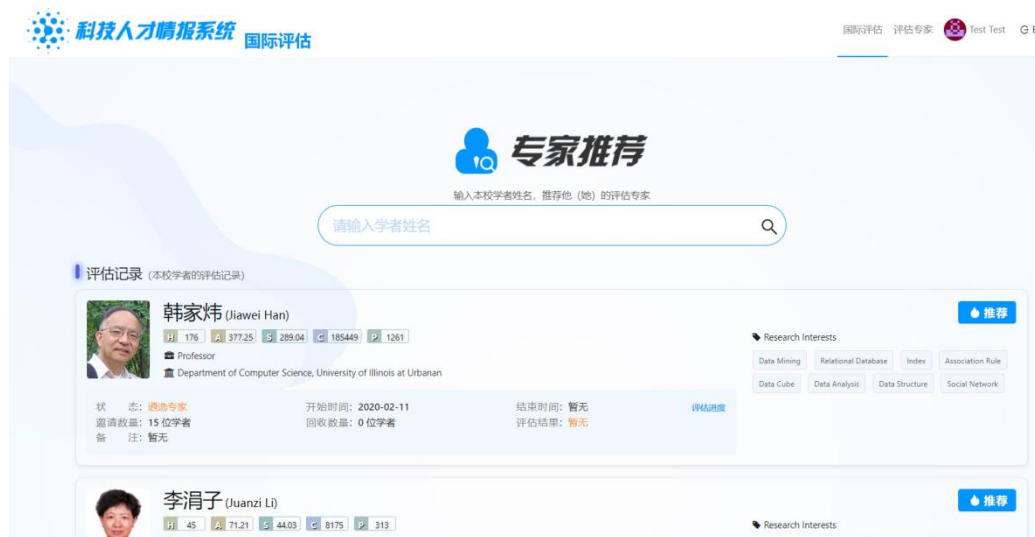 科技人才情报系统 国际评估
国际评估 评估专家 Test Test
专家推荐
输入本校学者姓名，推荐他（她）的评估专家
请输入学者姓名
评估记录 (本校学者的评估记录)
韩家炜 (Jiawei Han)
推荐
H 176 A 377.25 S 289.04 C 185449 P 1261
Professor
Department of Computer Science, University of Illinois at Urbanan
Research Interests
Data Mining Relational Database Index Association Rule
Data Cube Data Analysis Data Structure Social Network
状 态: 遴选专家 开始时间: 2020-02-11 结束时间: 暂无 评估进度
邀请数量: 15 位学者 回收数量: 0 位学者 评估结果: 暂无
备 注: 暂无
李涓子 (Juanzi Li)
推荐
H 45 A 71.21 S 44.03 C 8175 P 313
Research Interests